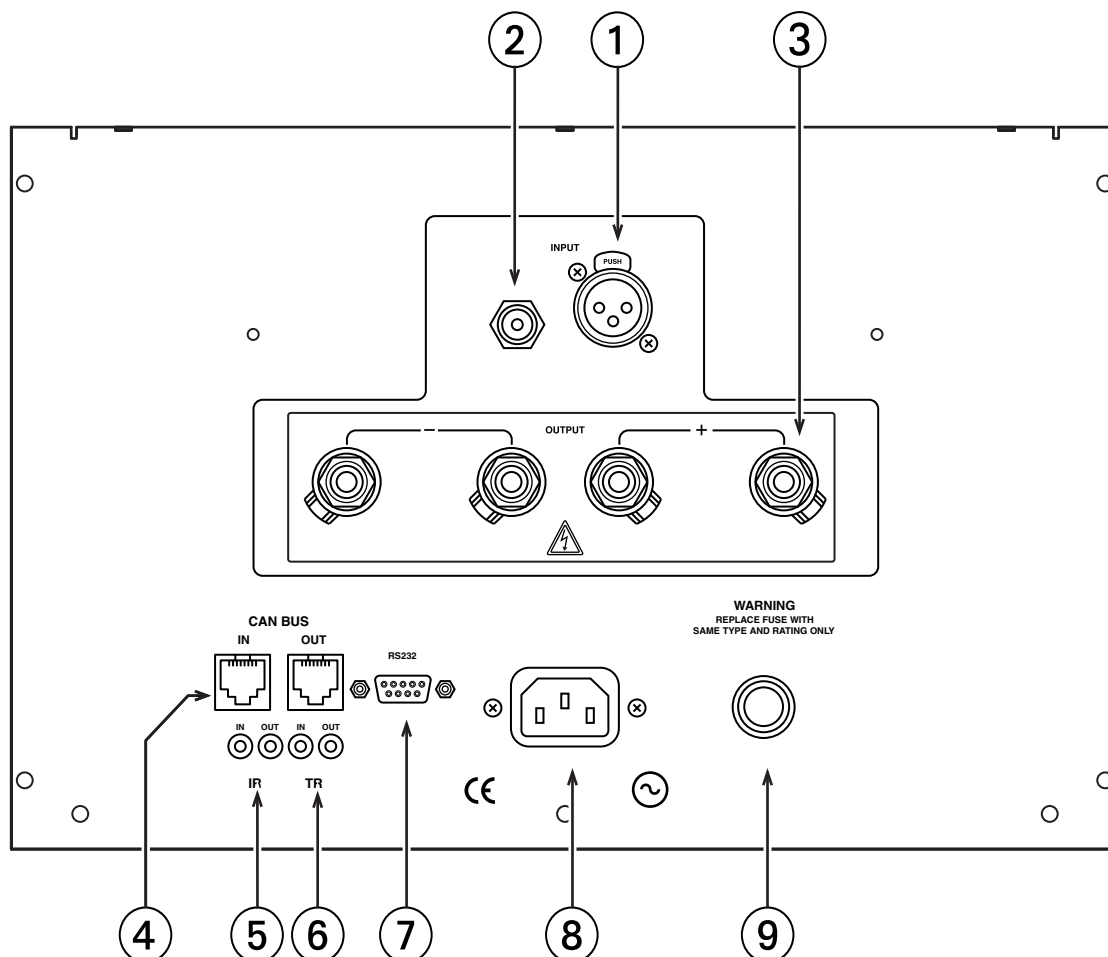 2 1 3
INPUT
PUSH
− OUTPUT +
WARNING
REPLACE FUSE WITH
SAME TYPE AND RATING ONLY
CAN BUS
IN OUT
RS232
IN OUT IN OUT
IR TR
CE
4 5 6 7 8 9